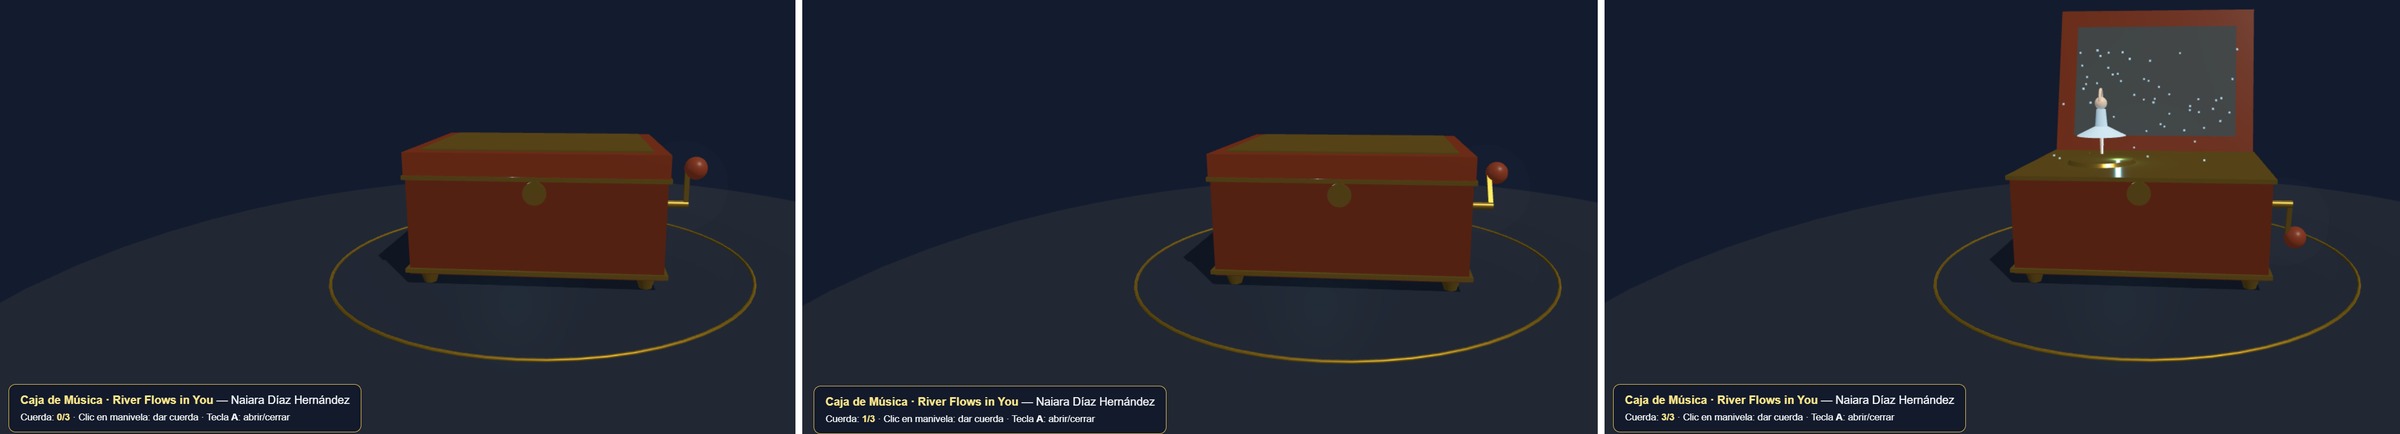 Caja de Música · River Flows in You — Naiara Díaz Hernández
Cuerda: 0/3 · Clic en manivela: dar cuerda · Tecla A: abrir/cerrar
Caja de Música · River Flows in You — Naiara Díaz Hernández
Cuerda: 1/3 · Clic en manivela: dar cuerda · Tecla A: abrir/cerrar
Caja de Música · River Flows in You — Naiara Díaz Hernández
Cuerda: 3/3 · Clic en manivela: dar cuerda · Tecla A: abrir/cerrar